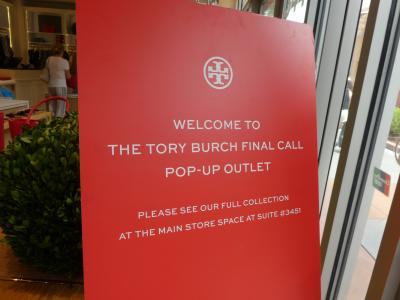 WELCOME TO
THE TORY BURCH FINAL CALL
POP-UP OUTLET
PLEASE SEE OUR FULL COLLECTION
AT THE MAIN STORE SPACE AT SUITE #3451